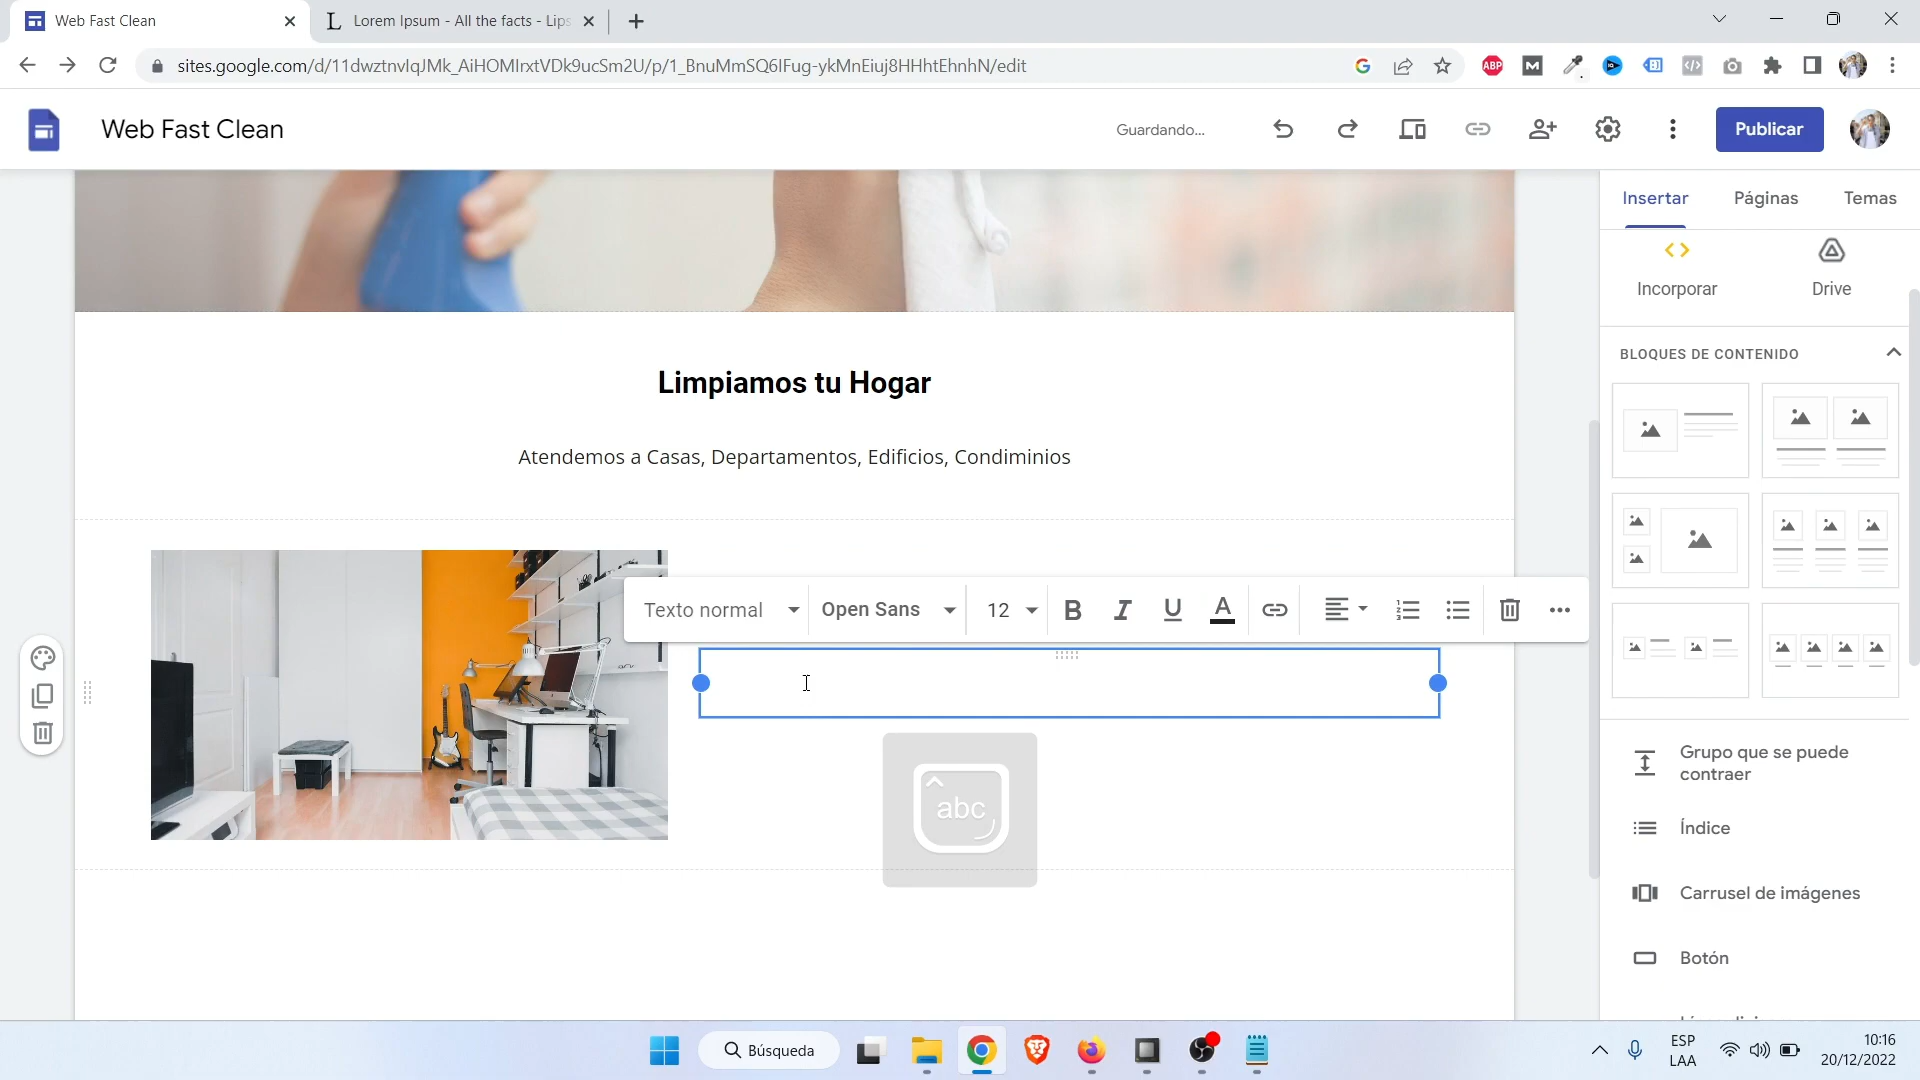 Web Fast Clean
Lorem Ipsum - All the facts - Lips
sites.google.com/d/11dwztnvIqJMk_AiHOMIrxtVDk9ucSm2U/p/1_BnuMmSQ6IFug-ykMnEiuj8HHhtEhnhN/edit
ABP
Web Fast Clean
Guardando...
Publicar
Insertar
Páginas
Temas
Incorporar
Drive
BLOQUES DE CONTENIDO
Limpiamos tu Hogar
Atendemos a Casas, Departamentos, Edificios, Condiminios
Texto normal
Open Sans
12
B
I
U
A
abc
Grupo que se puede
contraer
Índice
Carrusel de imágenes
Botón
Búsqueda
ESP
LAA
10:16
20/12/2022